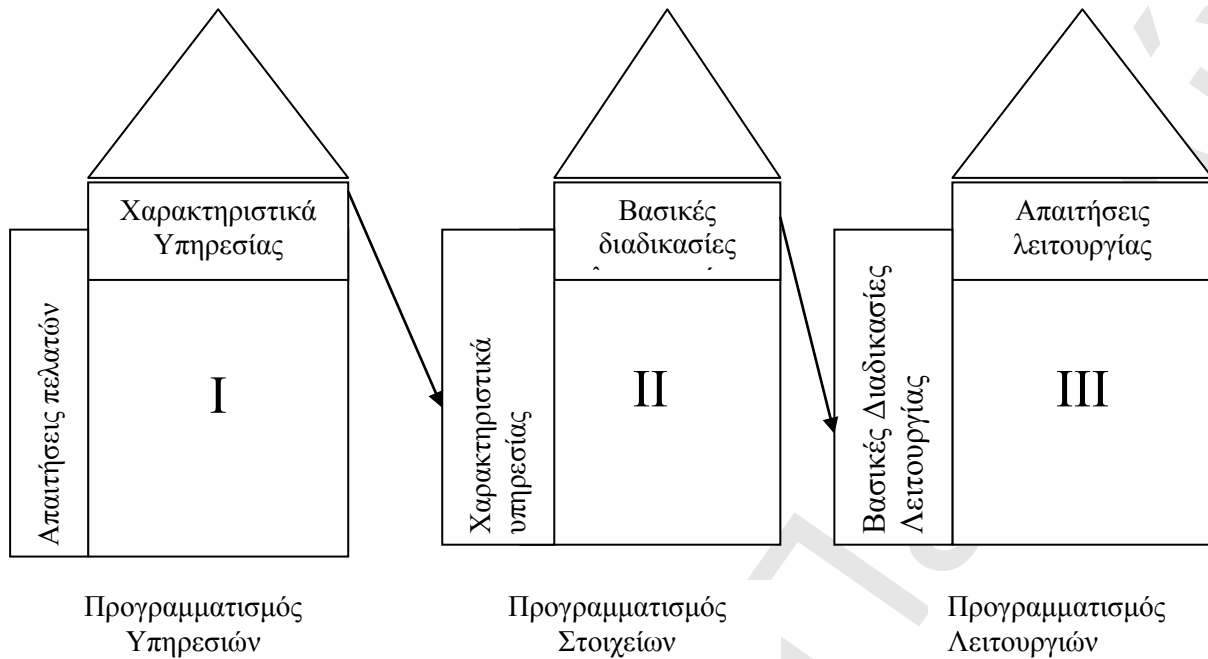 Χαρακτηριστικά
Υπηρεσίας
Απαιτήσεις πελατών
I
Προγραμματισμός
Υπηρεσιών
Βασικές
διαδικασίες
Χαρακτηριστικά
υπηρεσίας
II
Προγραμματισμός
Στοιχείων
Απαιτήσεις
λειτουργίας
Βασικές Διαδικασίες
Λειτουργίας
III
Προγραμματισμός
Λειτουργιών